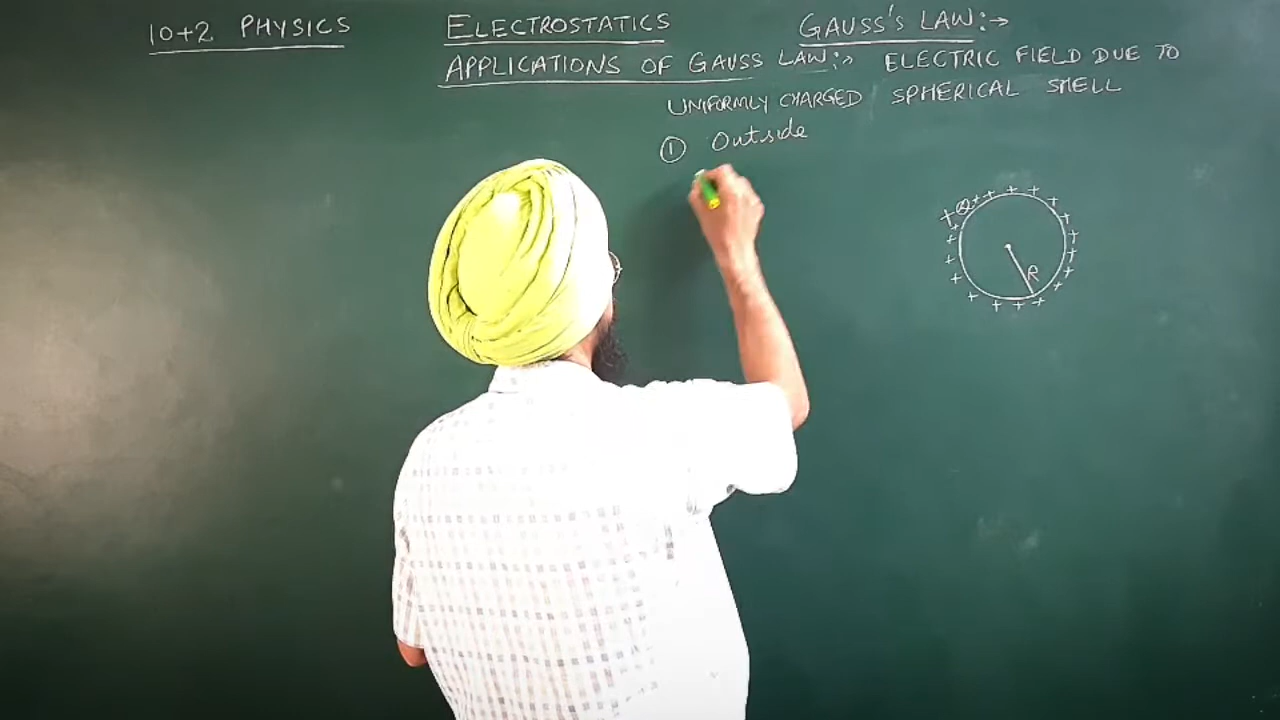 10+2 PHYSICS ELECTROSTATICS GAUSS'S LAW:→
APPLICATIONS OF GAUSS LAW:→ ELECTRIC FIELD DUE TO
UNIFORMLY CHARGED SPHERICAL SHELL
① Outside
+Q++ + + + + + + + + + + + + + + + + +
R